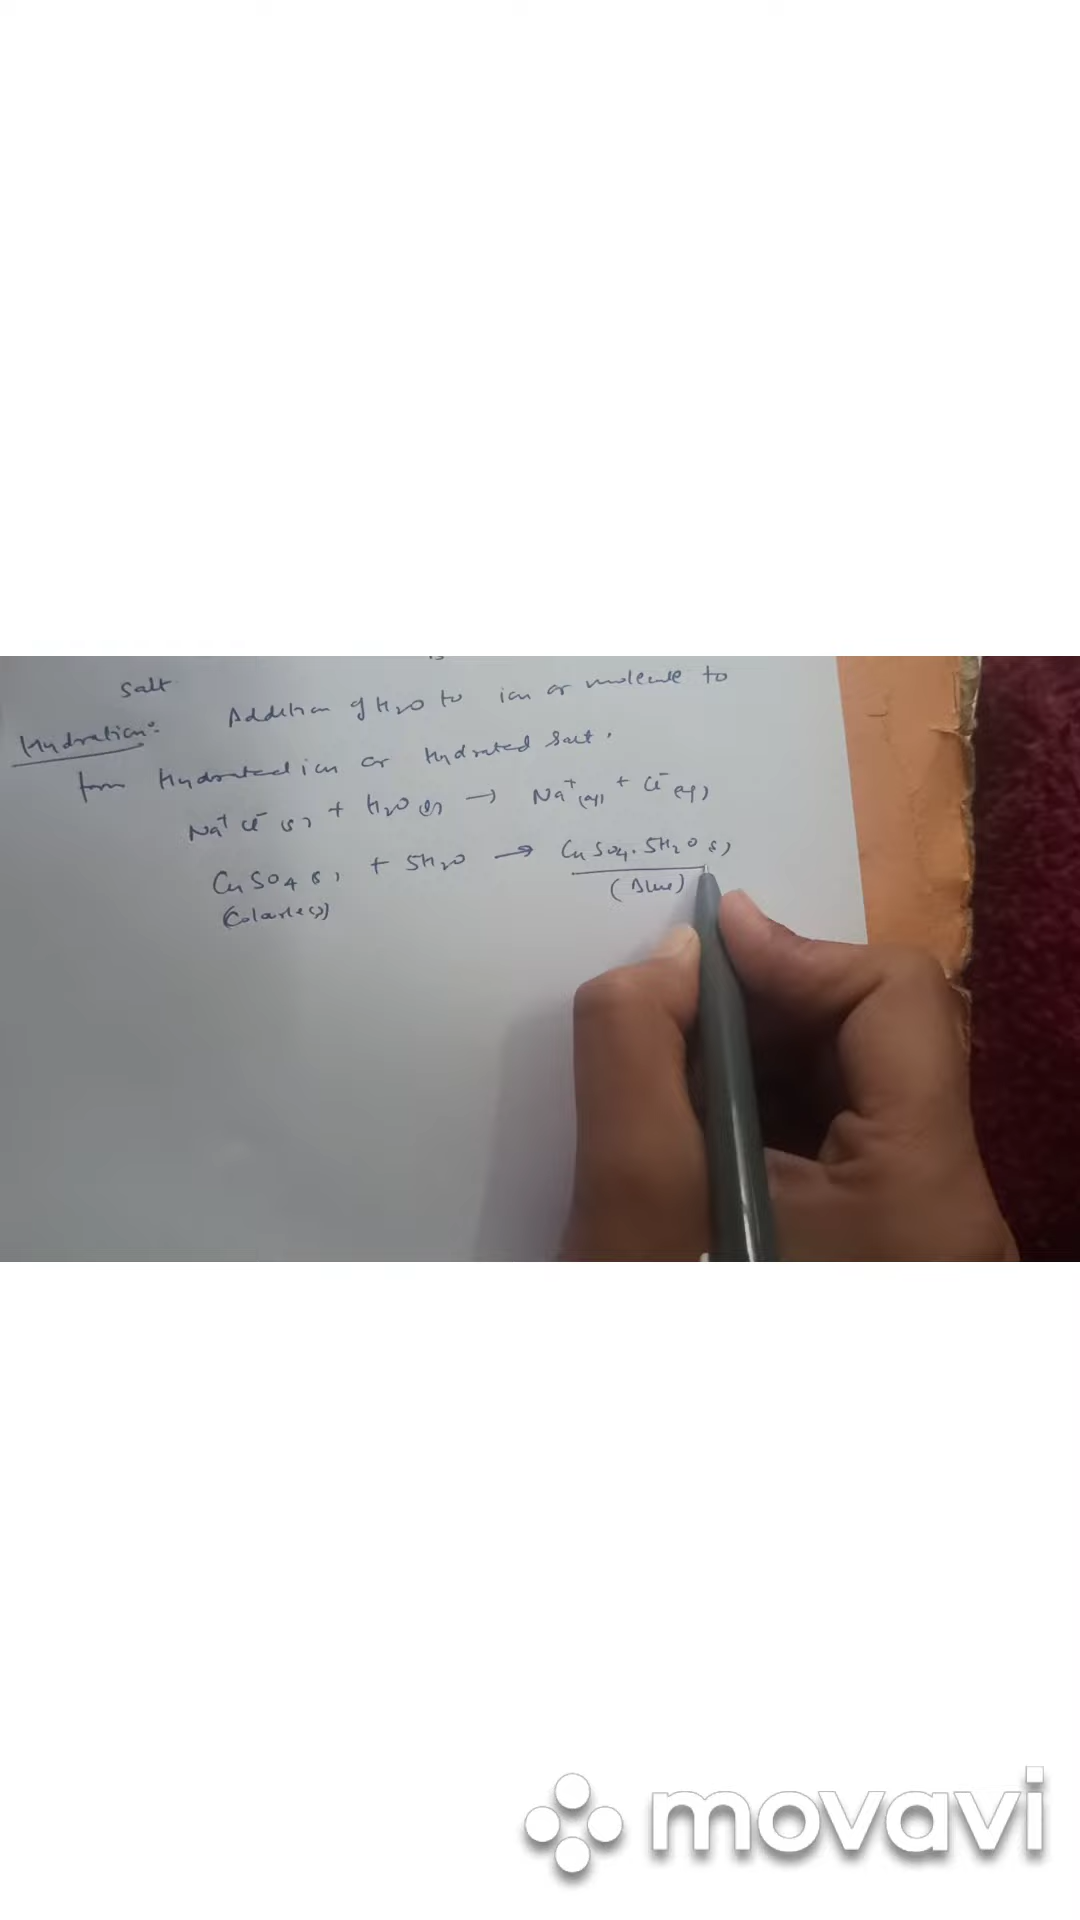 Salt
Hydration: Addition of H₂O to ion or molecule to
form Hydrated ion or Hydrated Salt.
Na⁺ Cl⁻ (s) + H₂O (l) → Na⁺(aq) + Cl⁻(aq)
CuSO₄ (s) + 5H₂O → CuSO₄.5H₂O (s)
(Colorless) (Blue)
movavi